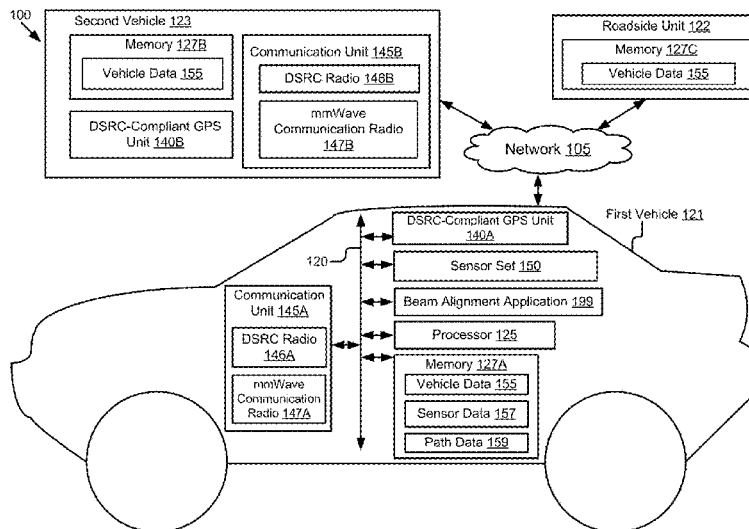 100
Second Vehicle 123
Memory 127B
Vehicle Data 155
DSRC-Compliant GPS
Unit 140B
Communication Unit 145B
DSRC Radio 146B
mmWave
Communication Radio
147B
Roadside Unit 122
Memory 127C
Vehicle Data 155
Network 105
First Vehicle 121
120
DSRC-Compliant GPS Unit
140A
Sensor Set 150
Beam Alignment Application 199
Processor 125
Communication
Unit 145A
DSRC Radio
146A
mmWave
Communication
Radio 147A
Memory 127A
Vehicle Data 155
Sensor Data 157
Path Data 159